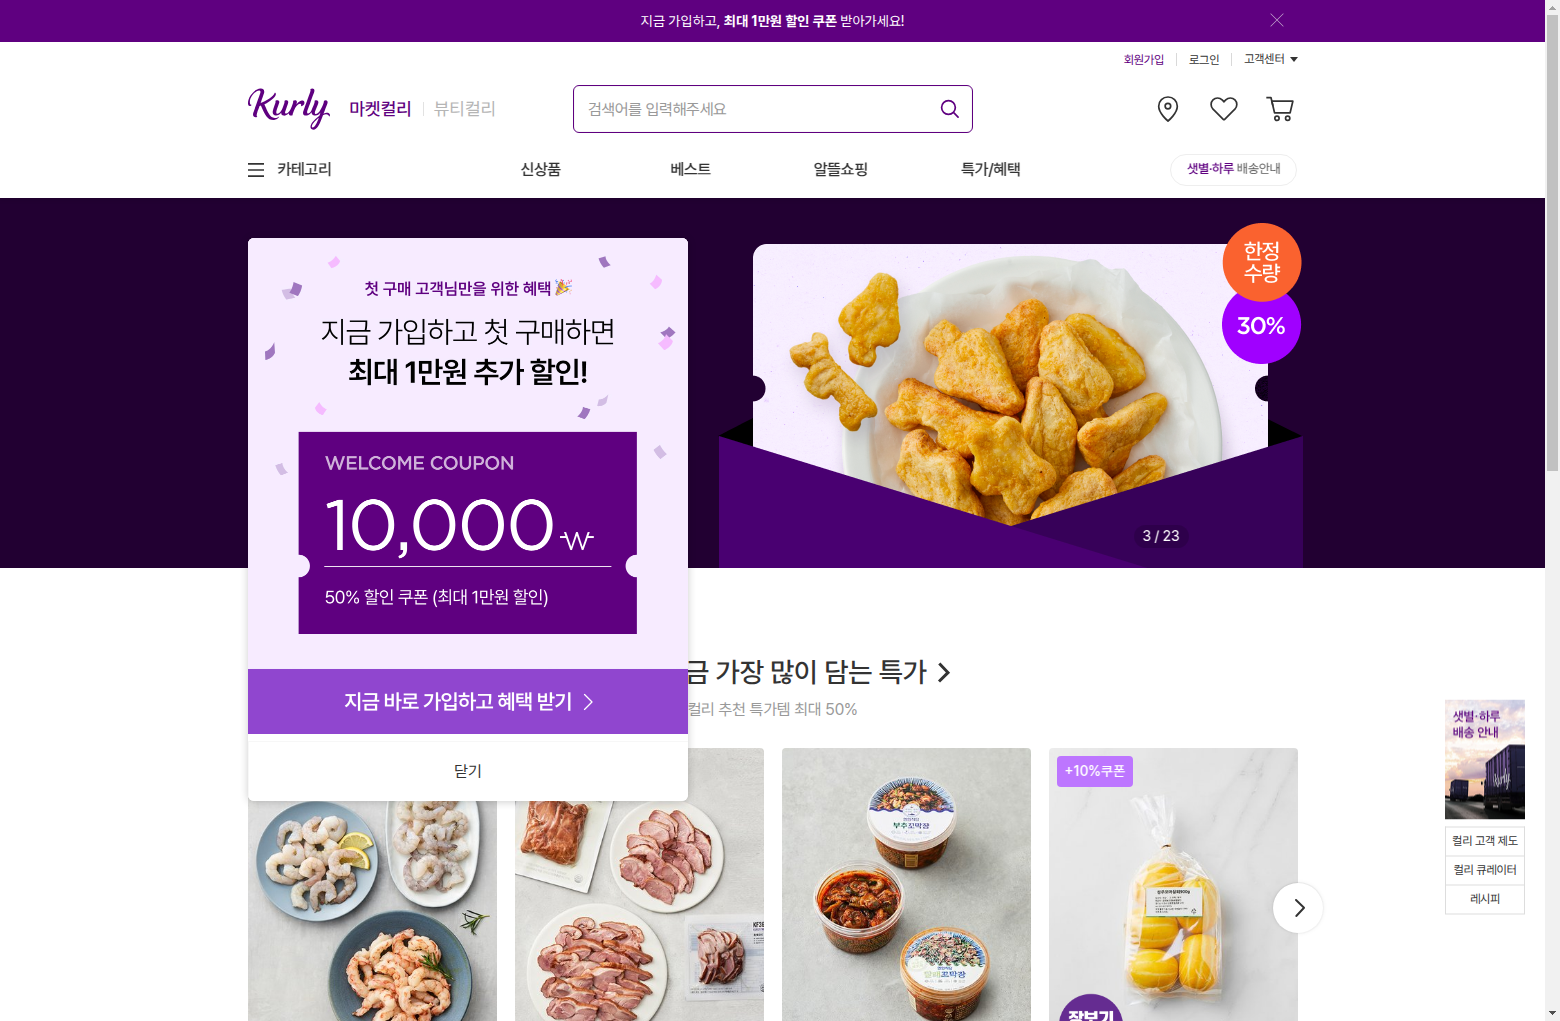 지금 가입하고, 최대 1만원 할인 쿠폰 받아가세요!
회원가입
로그인
고객센터
Kurly
마켓컬리
뷰티컬리
검색어를 입력해주세요
카테고리
신상품
베스트
알뜰쇼핑
특가/혜택
샛별·하루 배송안내
첫 구매 고객님만을 위한 혜택🎉
지금 가입하고 첫 구매하면
최대 1만원 추가 할인!
WELCOME COUPON
10,000₩
50% 할인 쿠폰 (최대 1만원 할인)
지금 바로 가입하고 혜택 받기
닫기
한정
수량
30%
3 / 23
금 가장 많이 담는 특가
컬리 추천 특가템 최대 50%
+10%쿠폰
부추꼬막장
샛별·하루
배송 안내
Kurly
컬리 고객 제도
컬리 큐레이터
레시피